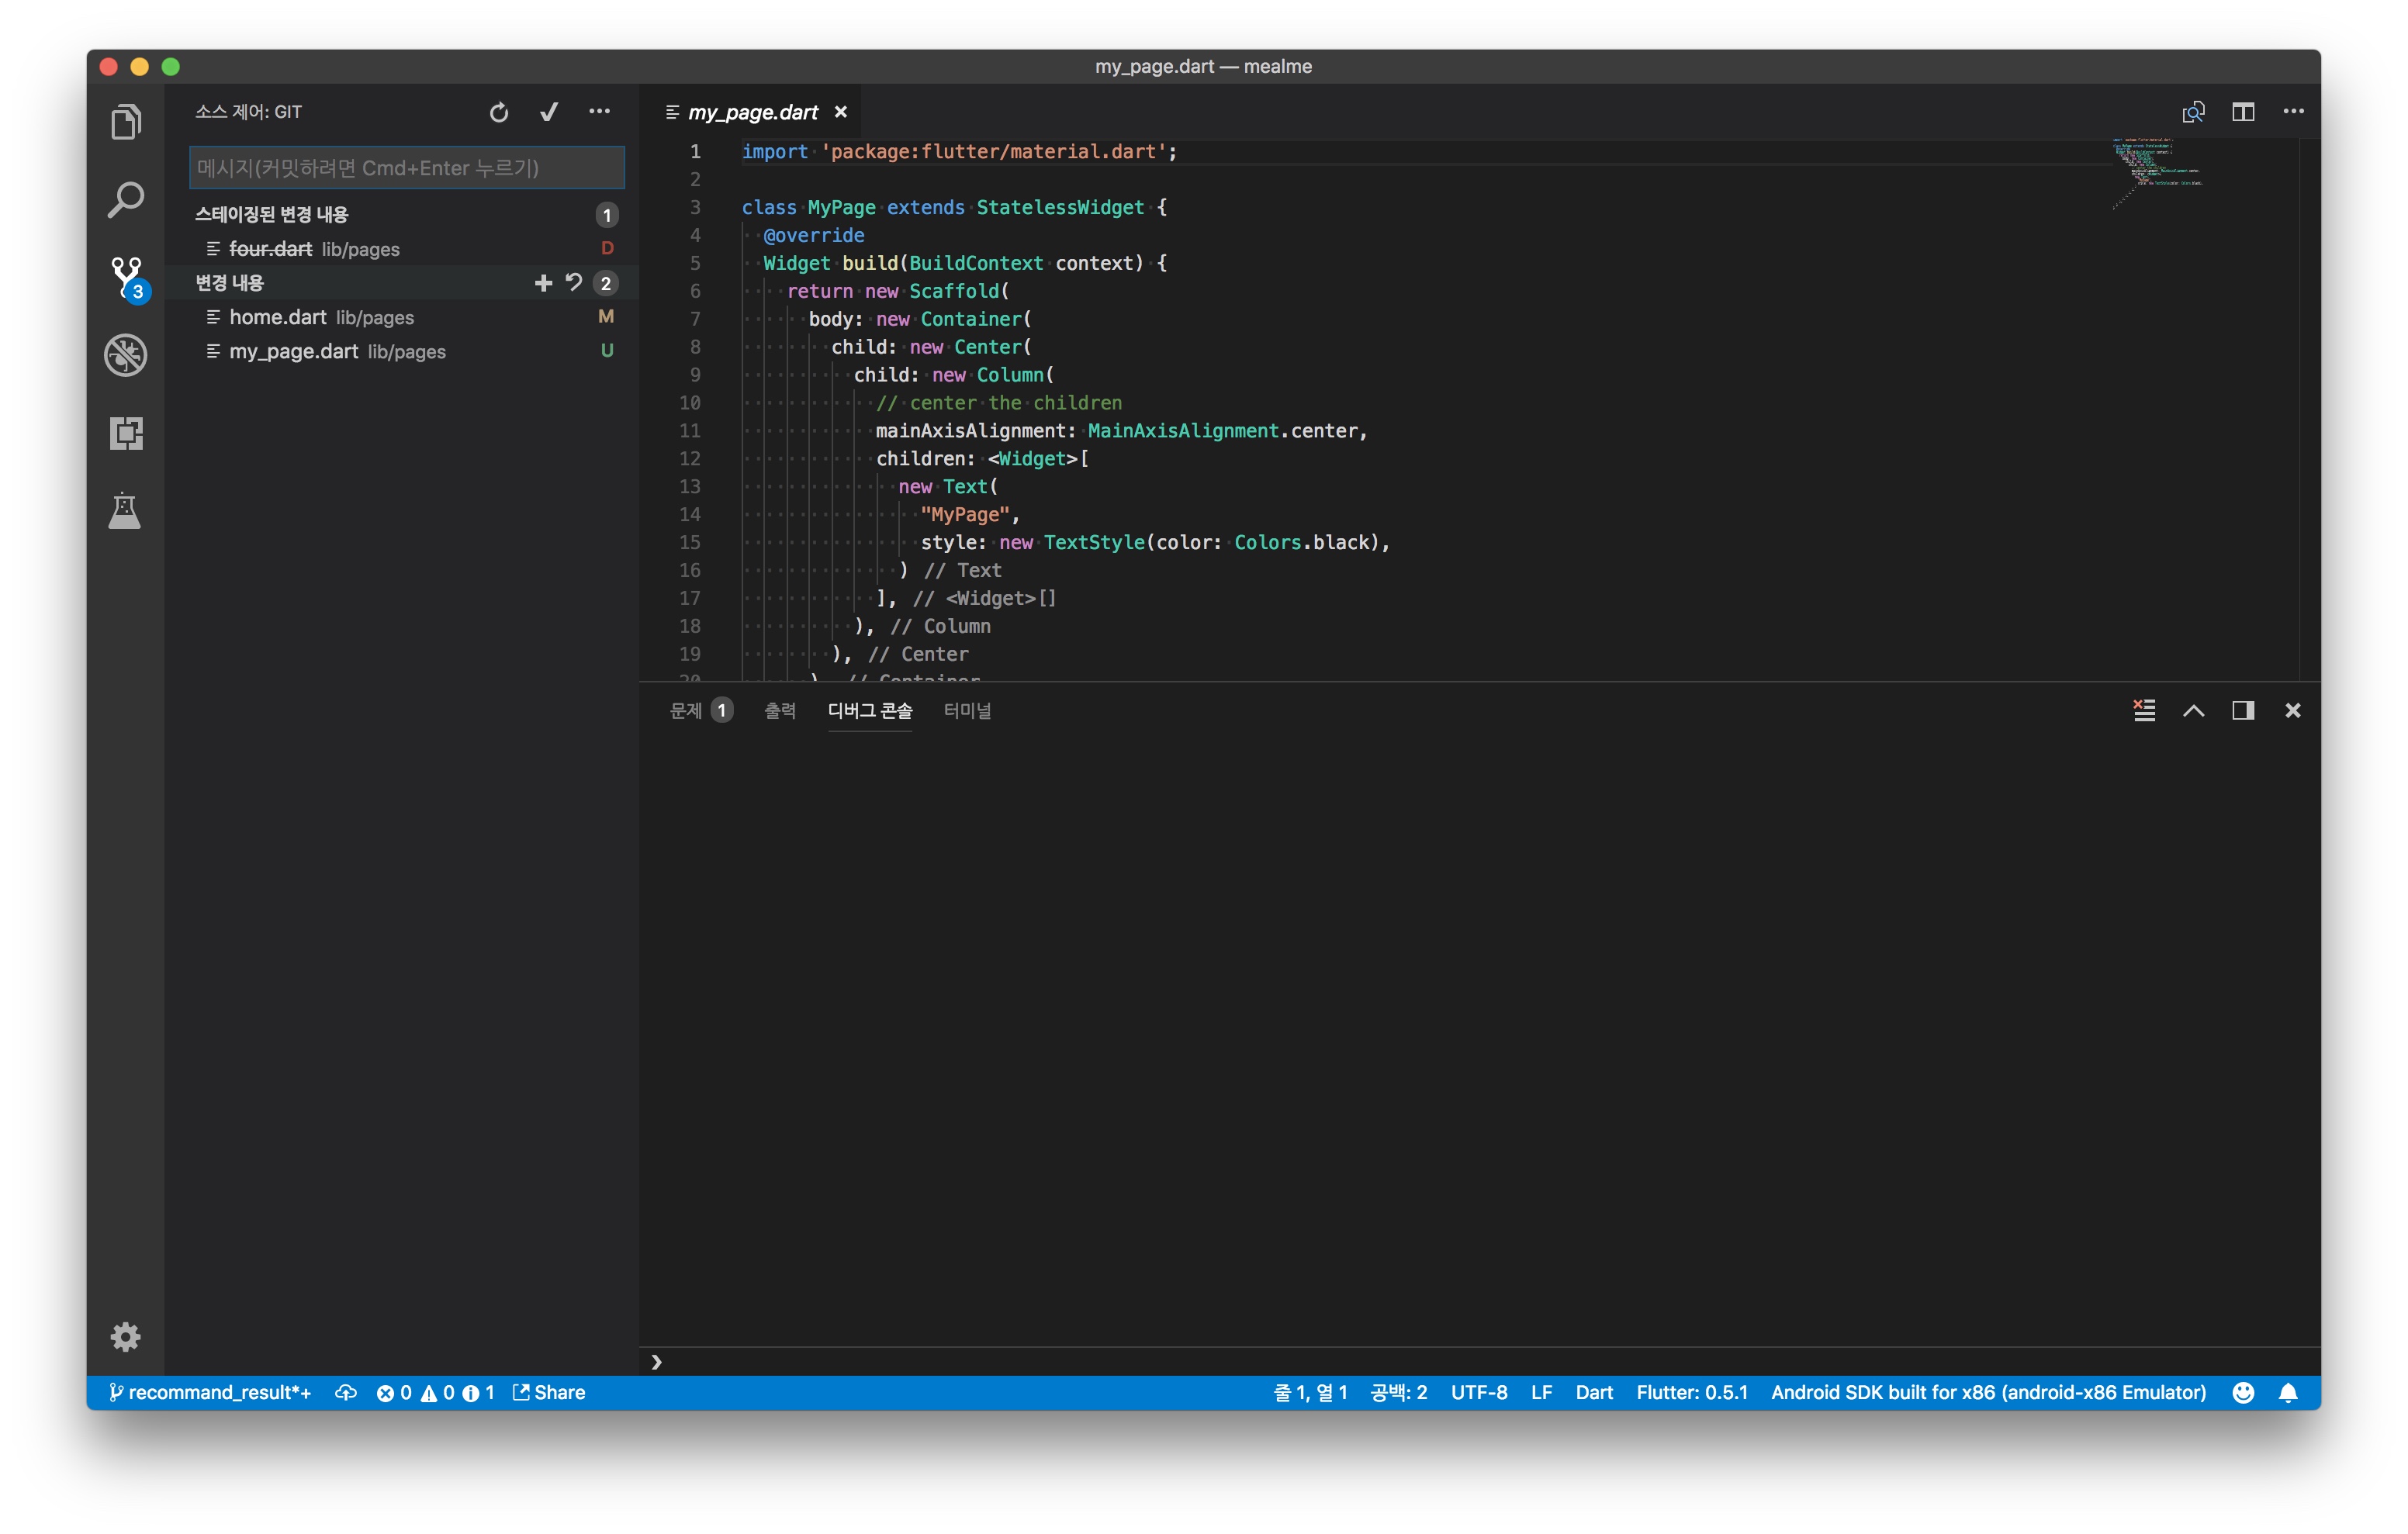 my_page.dart — mealme
소스 제어: GIT
메시지(커밋하려면 Cmd+Enter 누르기)
스테이징된 변경 내용 1
four.dart lib/pages D
변경 내용 2
home.dart lib/pages M
my_page.dart lib/pages U
3
my_page.dart
1 import 'package:flutter/material.dart';
2
3 class MyPage extends StatelessWidget {
4 @override
5 Widget build(BuildContext context) {
6 return new Scaffold(
7 body: new Container(
8 child: new Center(
9 child: new Column(
10 // center the children
11 mainAxisAlignment: MainAxisAlignment.center,
12 children: <Widget>[
13 new Text(
14 "MyPage",
15 style: new TextStyle(color: Colors.black),
16 ) // Text
17 ], // <Widget>[]
18 ), // Column
19 ), // Center
20 ), // Container
문제 1 출력 디버그 콘솔 터미널
recommand_result*+ 0 0 1 Share 줄 1, 열 1 공백: 2 UTF-8 LF Dart Flutter: 0.5.1 Android SDK built for x86 (android-x86 Emulator)